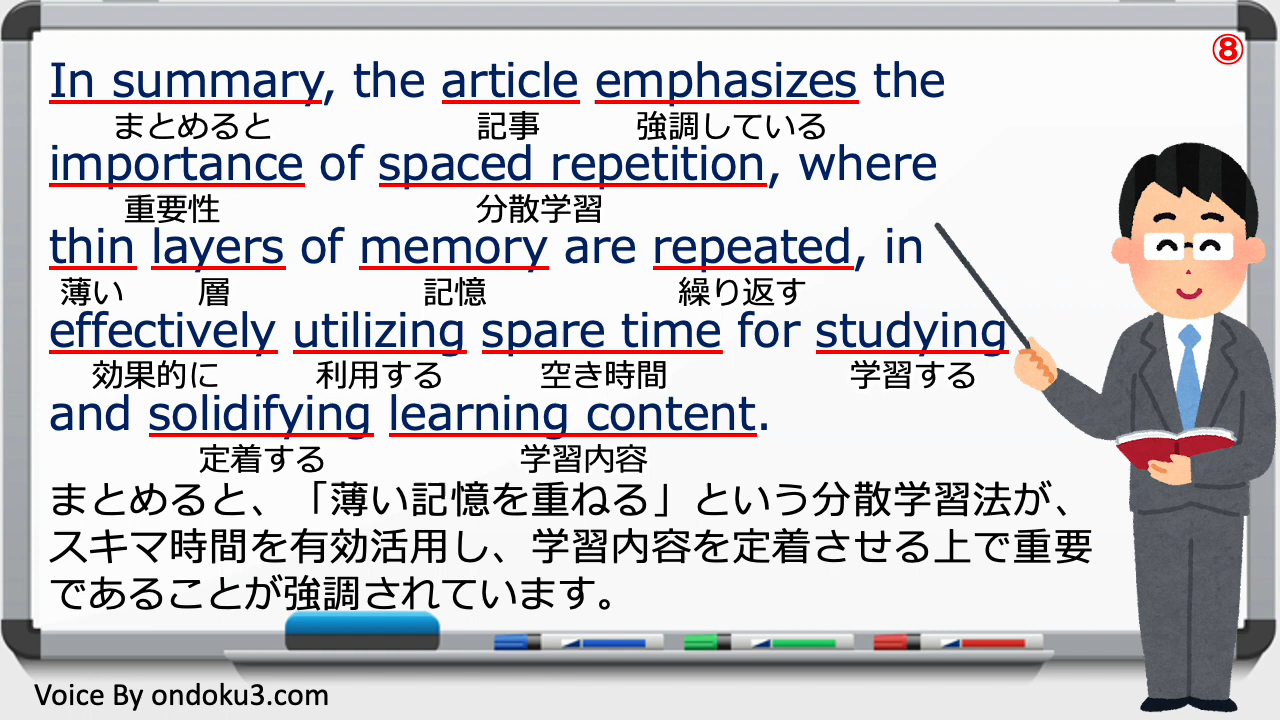 ⑧
In summary, the article emphasizes the
まとめると 記事 強調している
importance of spaced repetition, where
重要性 分散学習
thin layers of memory are repeated, in
薄い 層 記憶 繰り返す
effectively utilizing spare time for studying
効果的に 利用する 空き時間 学習する
and solidifying learning content.
定着する 学習内容
まとめると、「薄い記憶を重ねる」という分散学習法が、
スキマ時間を有効活用し、学習内容を定着させる上で重要
であることが強調されています。
Voice By ondoku3.com